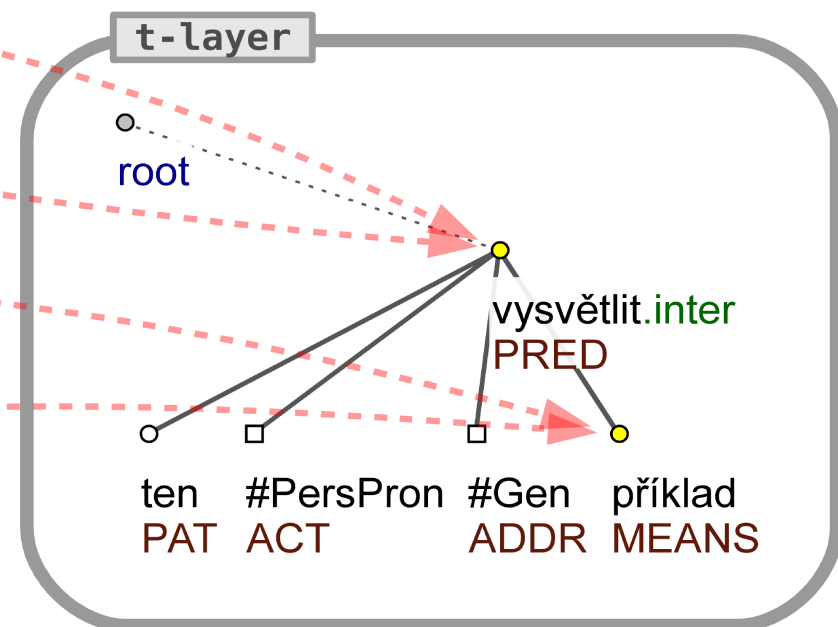 t-layer
root
vysvětlit.inter
PRED
ten #PersPron #Gen příklad
PAT ACT ADDR MEANS